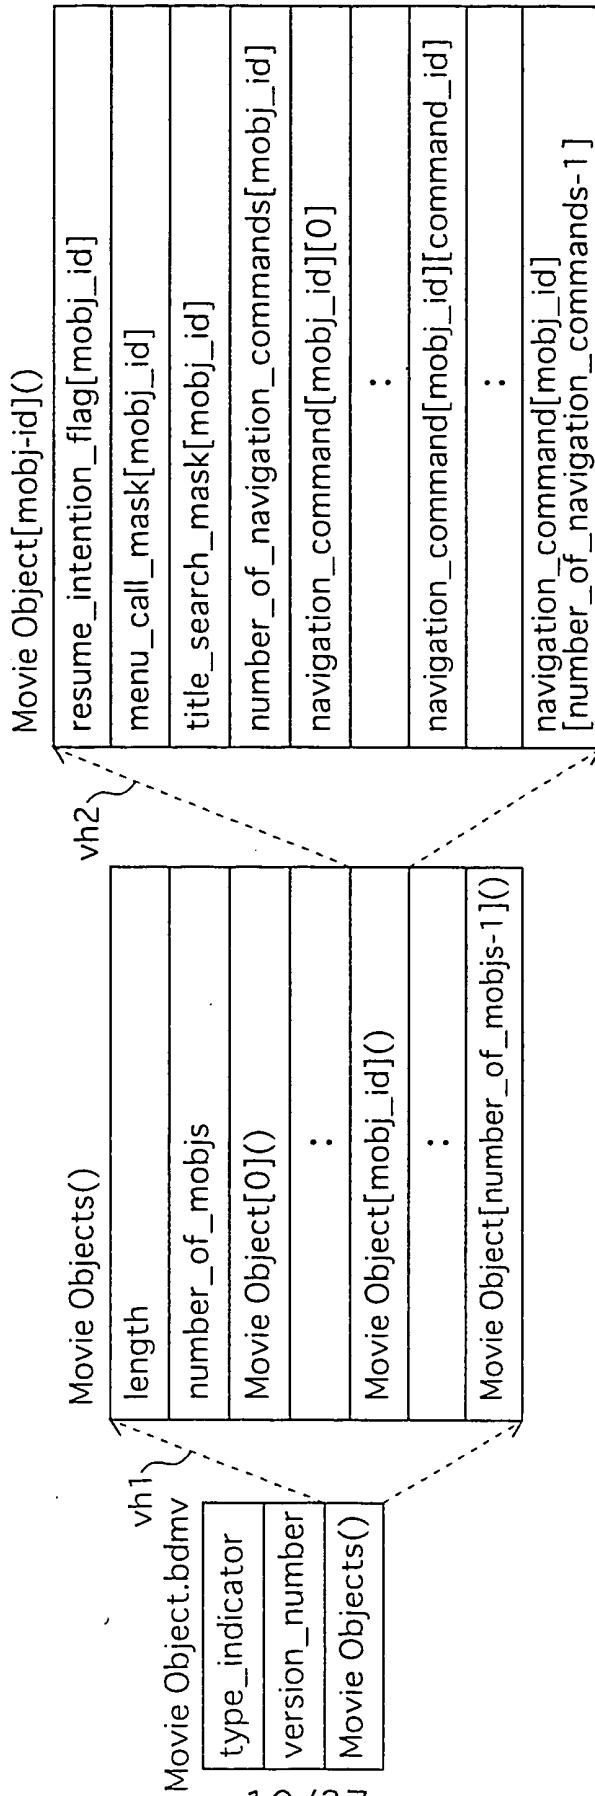 Movie Object.bdmv
type_indicator
version_number
Movie Objects()
vh1
Movie Objects()
length
number_of_mobjs
Movie Object[0]()
:
Movie Object[mobj_id]()
:
Movie Object[number_of_mobjs-1]()
vh2
Movie Object[mobj-id]()
resume_intention_flag[mobj_id]
menu_call_mask[mobj_id]
title_search_mask[mobj_id]
number_of_navigation_commands[mobj_id]
navigation_command[mobj_id][0]
:
navigation_command[mobj_id][command_id]
:
navigation_command[mobj_id]
[number_of_navigation_commands-1]